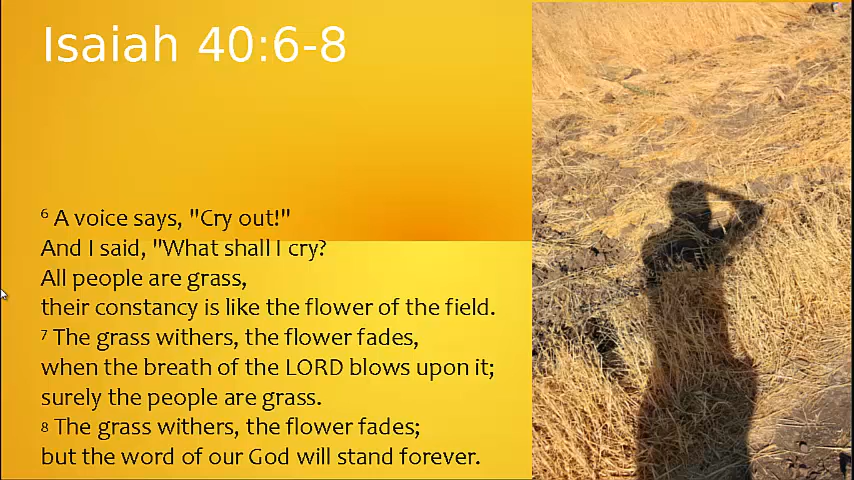 Isaiah 40:6-8
⁶ A voice says, "Cry out!"
And I said, "What shall I cry?
All people are grass,
their constancy is like the flower of the field.
⁷ The grass withers, the flower fades,
when the breath of the LORD blows upon it;
surely the people are grass.
⁸ The grass withers, the flower fades;
but the word of our God will stand forever.